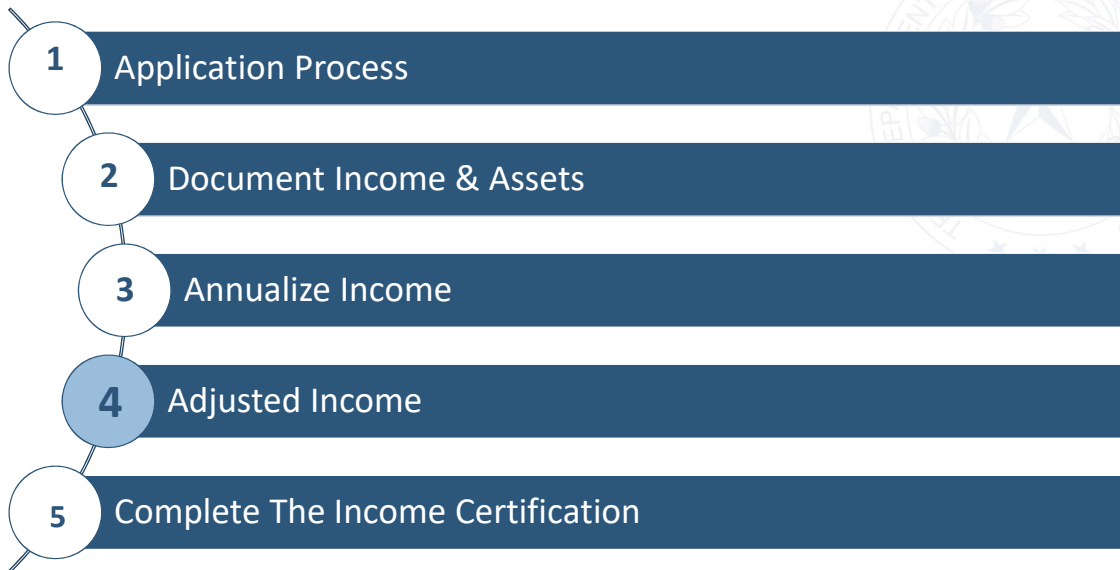 1 Application Process
2 Document Income & Assets
3 Annualize Income
4 Adjusted Income
5 Complete The Income Certification